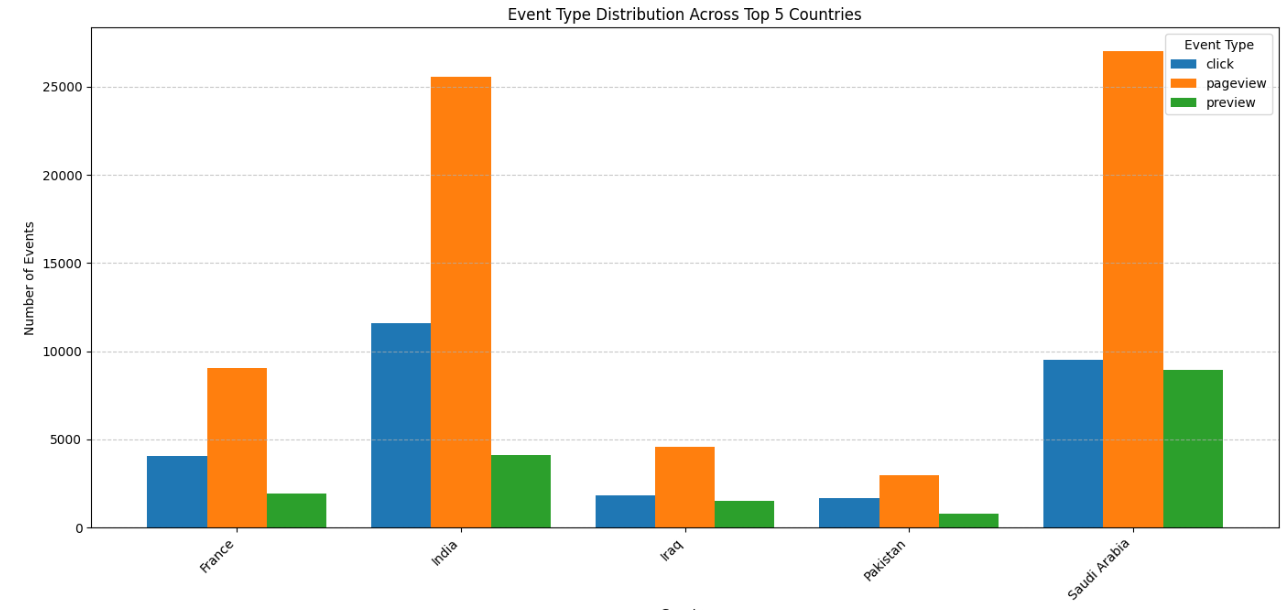 Event Type Distribution Across Top 5 Countries
Event Type
click
pageview
preview
Number of Events
25000
20000
15000
10000
5000
0
France
India
Iraq
Pakistan
Saudi Arabia